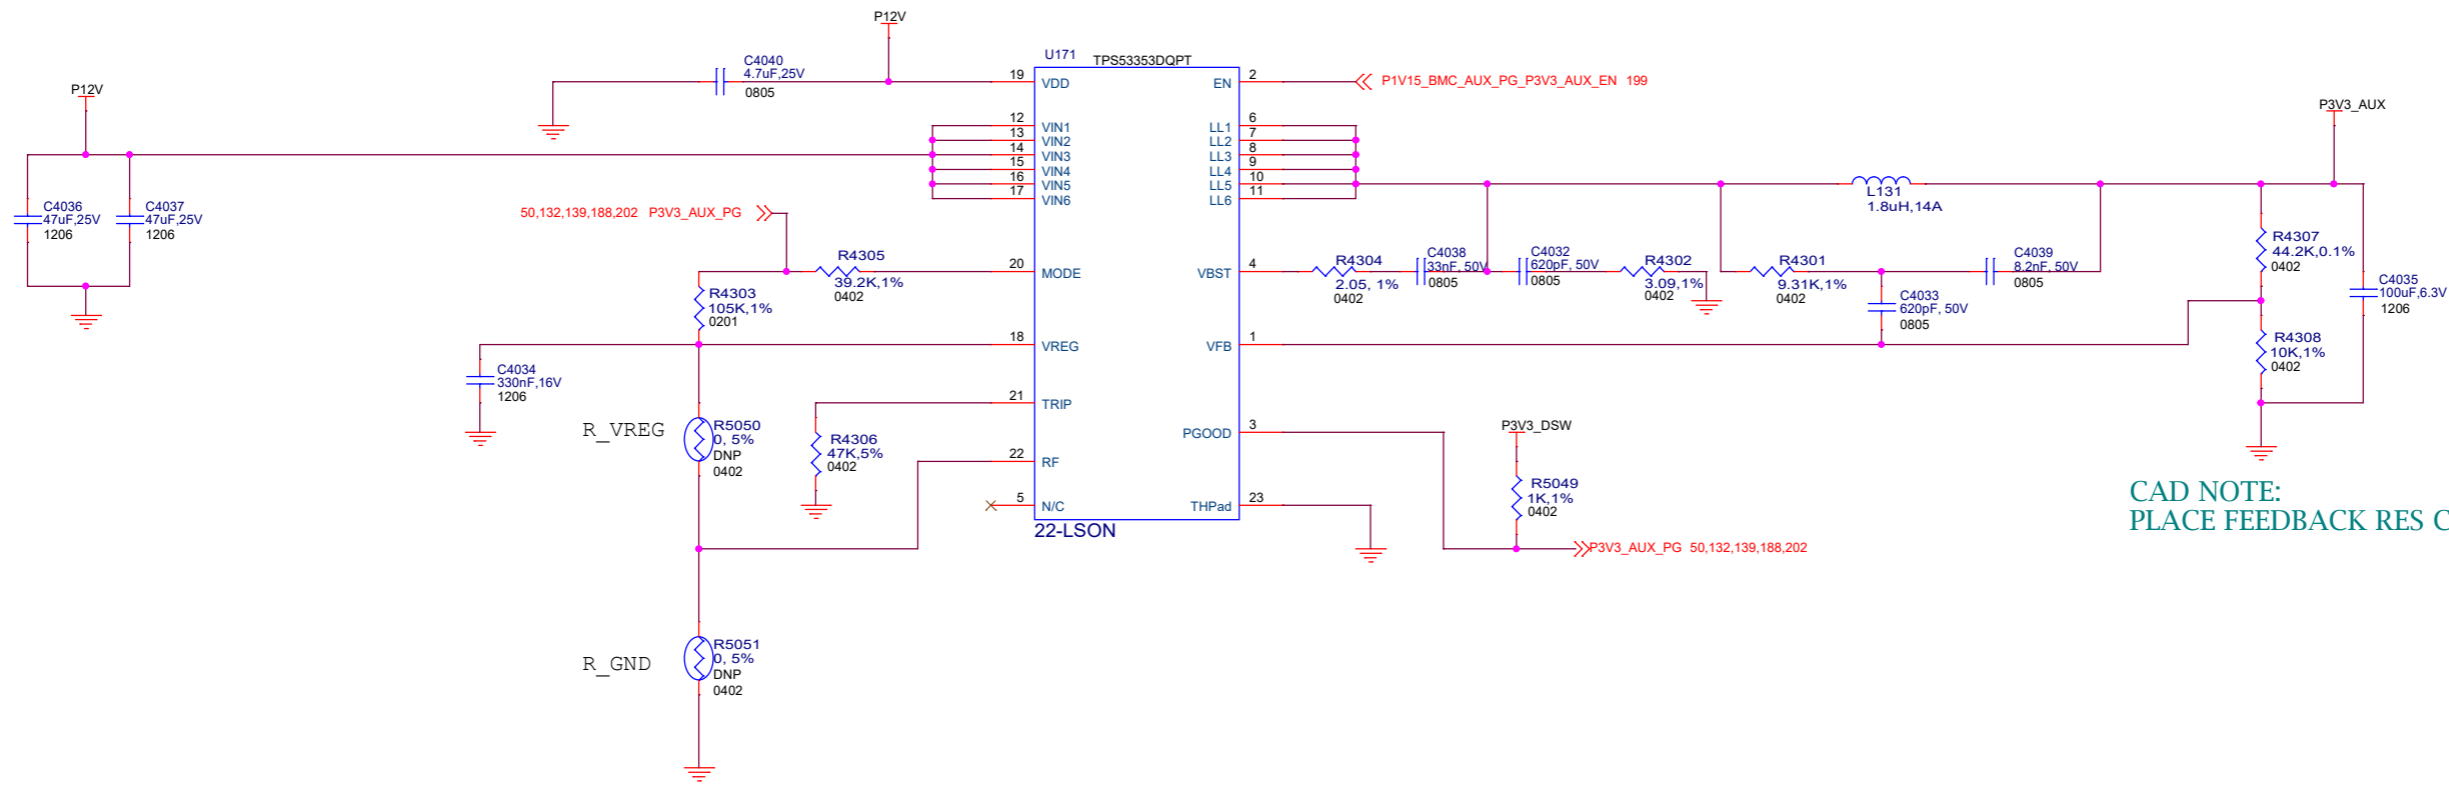 P12V
P12V
C4040
4.7uF,25V
0805
U171
TPS53353DQPT
19
VDD
12
VIN1
13
VIN2
14
VIN3
15
VIN4
16
VIN5
17
VIN6
20
MODE
18
VREG
21
TRIP
22
RF
5
N/C
22-LSON
2
EN
6
LL1
7
LL2
8
LL3
9
LL4
10
LL5
11
LL6
4
VBST
1
VFB
3
PGOOD
23
THPad
P1V15_BMC_AUX_PG_P3V3_AUX_EN 199
P3V3_AUX
C4036
47uF,25V
1206
C4037
47uF,25V
1206
50,132,139,188,202 P3V3_AUX_PG
R4305
39.2K,1%
0402
R4303
105K,1%
0201
C4034
330nF,16V
1206
R_VREG
R5050
0, 5%
DNP
0402
R4306
47K,5%
0402
R_GND
R5051
0, 5%
DNP
0402
R4304
2.05, 1%
0402
C4038
33nF, 50V
0805
C4032
620pF, 50V
0805
R4302
3.09,1%
0402
R4301
9.31K,1%
0402
C4033
620pF, 50V
0805
C4039
8.2nF, 50V
0805
L131
1.8uH,14A
R4307
44.2K,0.1%
0402
R4308
10K,1%
0402
C4035
100uF,6.3V
1206
P3V3_DSW
R5049
1K,1%
0402
P3V3_AUX_PG 50,132,139,188,202
CAD NOTE:
PLACE FEEDBACK RES C